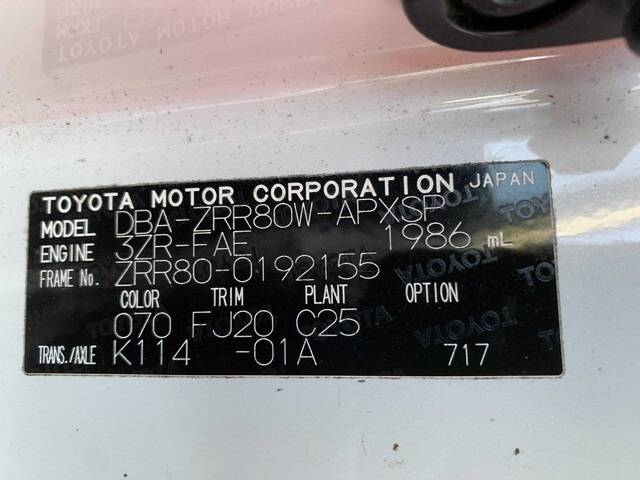 TOYOTA MOTOR CORPORATION JAPAN
MODEL DBA-ZRR80W-APXSP
ENGINE 3ZR-FAE 1986 mL
FRAME No. ZRR80-0192155
COLOR TRIM PLANT OPTION
070 FJ20 C25
TRANS./AXLE K114 -01A 717